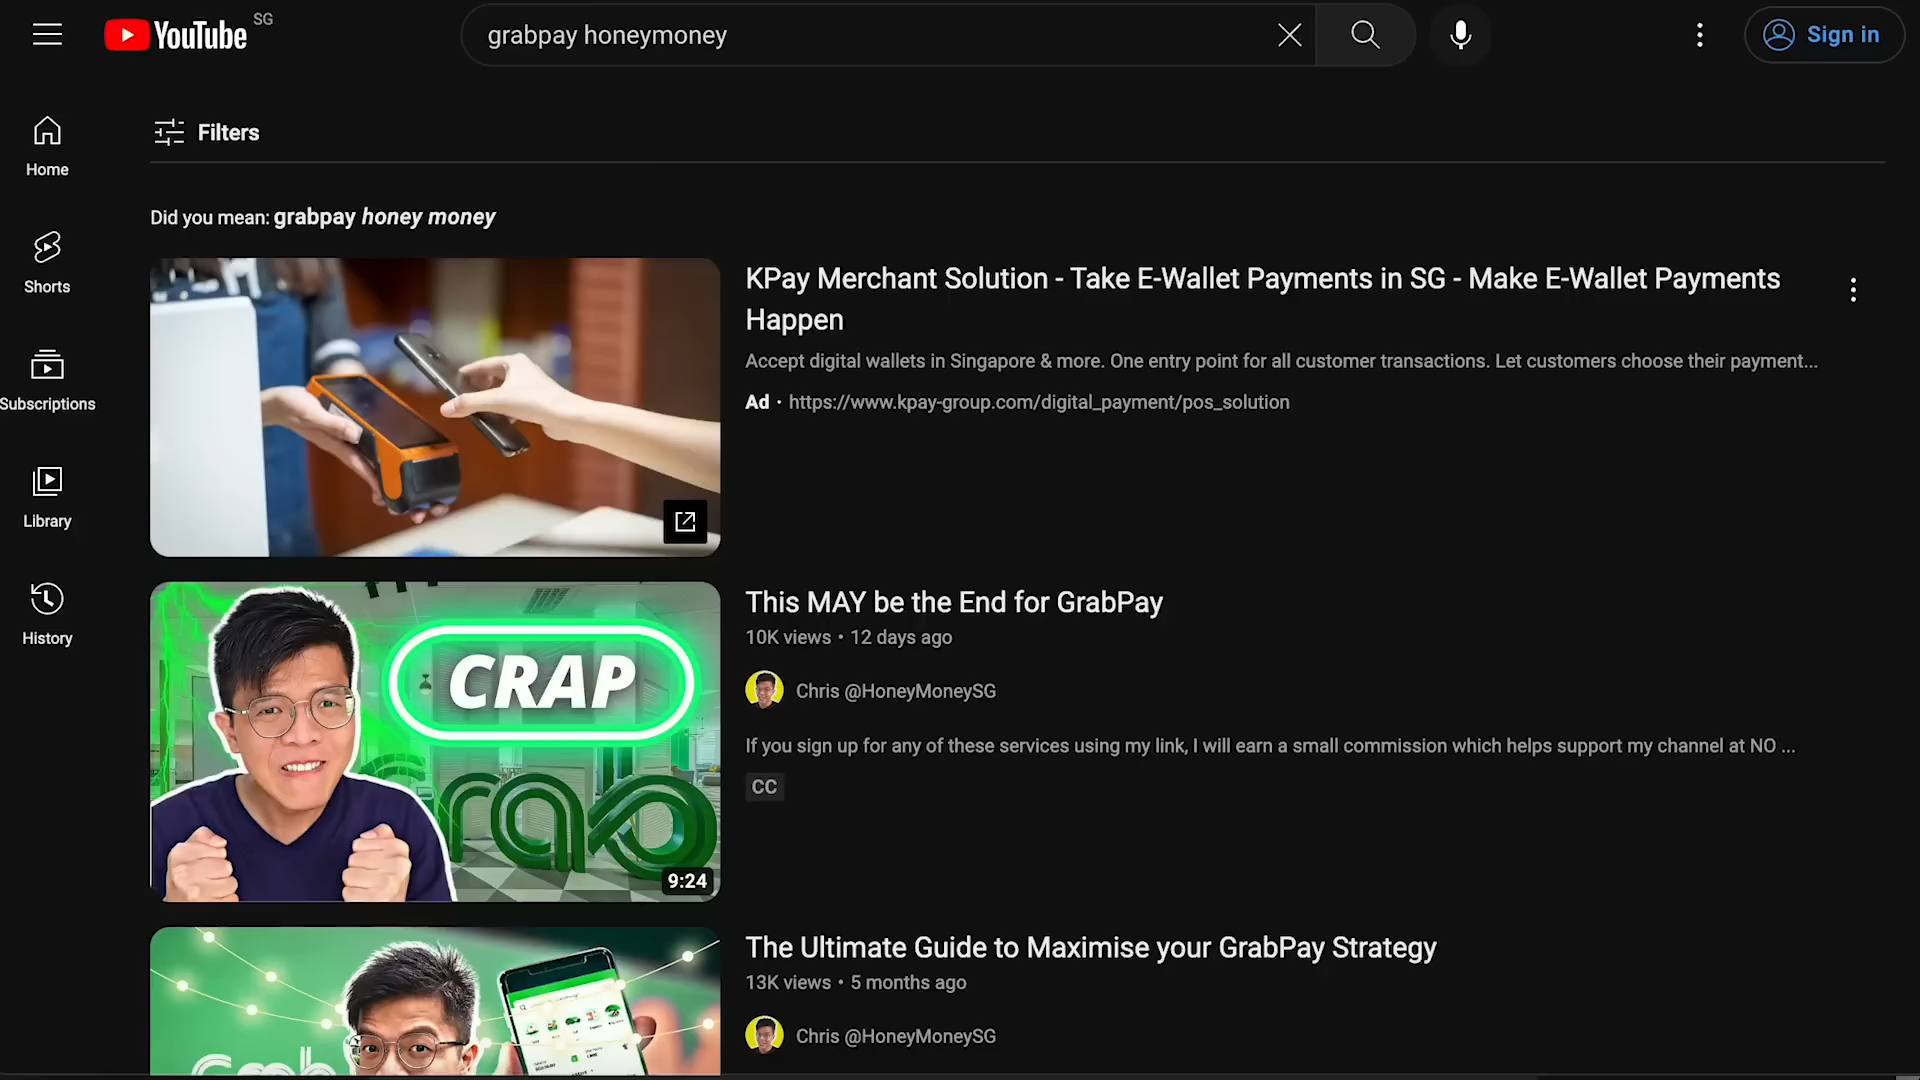 YouTube SG
grabpay honeymoney
Sign in
Home
Shorts
Subscriptions
Library
History
Filters
Did you mean: grabpay honey money
KPay Merchant Solution - Take E-Wallet Payments in SG - Make E-Wallet Payments
Happen
Accept digital wallets in Singapore & more. One entry point for all customer transactions. Let customers choose their payment...
Ad · https://www.kpay-group.com/digital_payment/pos_solution
CRAP
Grab
9:24
This MAY be the End for GrabPay
10K views • 12 days ago
Chris @HoneyMoneySG
If you sign up for any of these services using my link, I will earn a small commission which helps support my channel at NO ...
CC
Grab
The Ultimate Guide to Maximise your GrabPay Strategy
13K views • 5 months ago
Chris @HoneyMoneySG